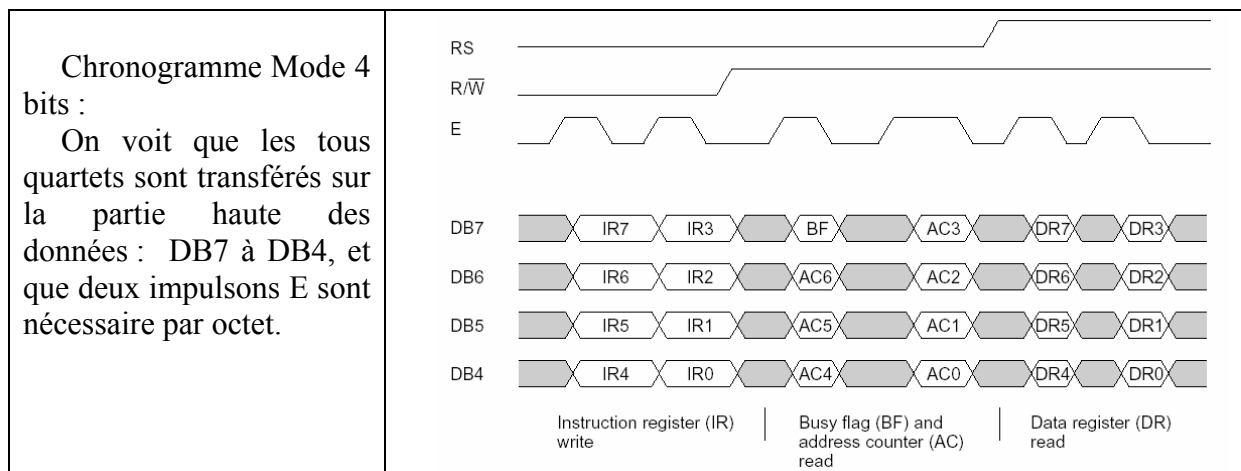 Chronogramme Mode 4
bits :
On voit que les tous
quartets sont transférés sur
la partie haute des
données : DB7 à DB4, et
que deux impulsons E sont
nécessaire par octet.
RS
R/W̅
E
DB7 IR7 IR3 BF AC3 DR7 DR3
DB6 IR6 IR2 AC6 AC2 DR6 DR2
DB5 IR5 IR1 AC5 AC1 DR5 DR1
DB4 IR4 IR0 AC4 AC0 DR4 DR0
Instruction register (IR)
write
Busy flag (BF) and
address counter (AC)
read
Data register (DR)
read